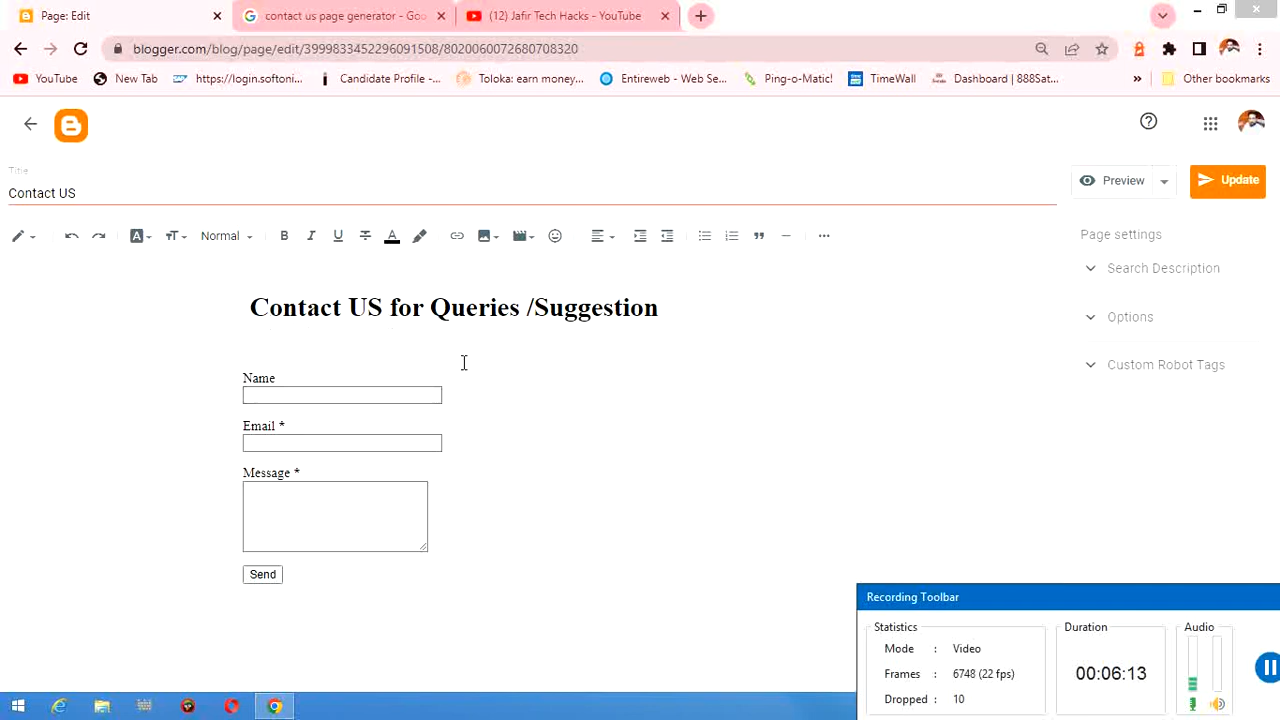 Page: Edit
contact us page generator - Goo
(12) Jafir Tech Hacks - YouTube
blogger.com/blog/page/edit/3999833452296091508/8020060072680708320
YouTube
New Tab
https://login.softoni...
Candidate Profile -...
Toloka: earn money...
Entireweb - Web Se...
Ping-o-Matic!
TimeWall
Dashboard | 888Sat...
»
Other bookmarks
Title
Contact US
Preview
Update
Normal
Page settings
Search Description
Options
Custom Robot Tags
Contact US for Queries /Suggestion
Name
Email *
Message *
Send
Recording Toolbar
Statistics
Mode : Video
Frames : 6748 (22 fps)
Dropped : 10
Duration
00:06:13
Audio